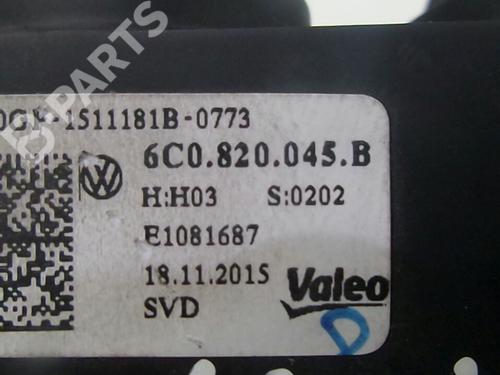 PARTS
1511181B-0773
6C0.820.045.B
H:H03 S:0202
E1081687
18.11.2015
SVD
Valeo
D